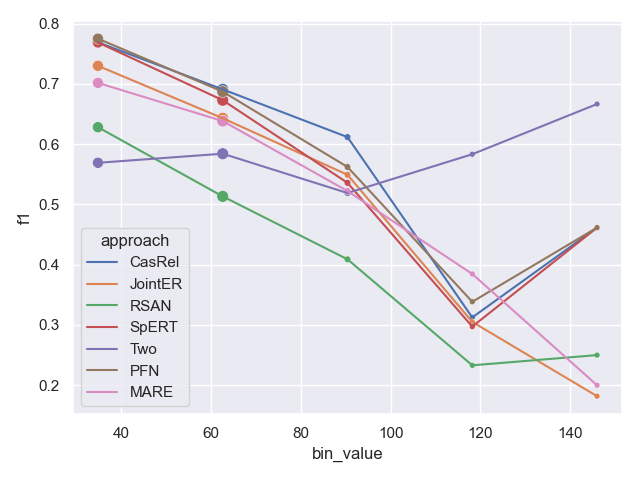 0.8
0.7
0.6
0.5
0.4
0.3
0.2
f1
approach
CasRel
JointER
RSAN
SpERT
Two
PFN
MARE
40 60 80 100 120 140
bin_value